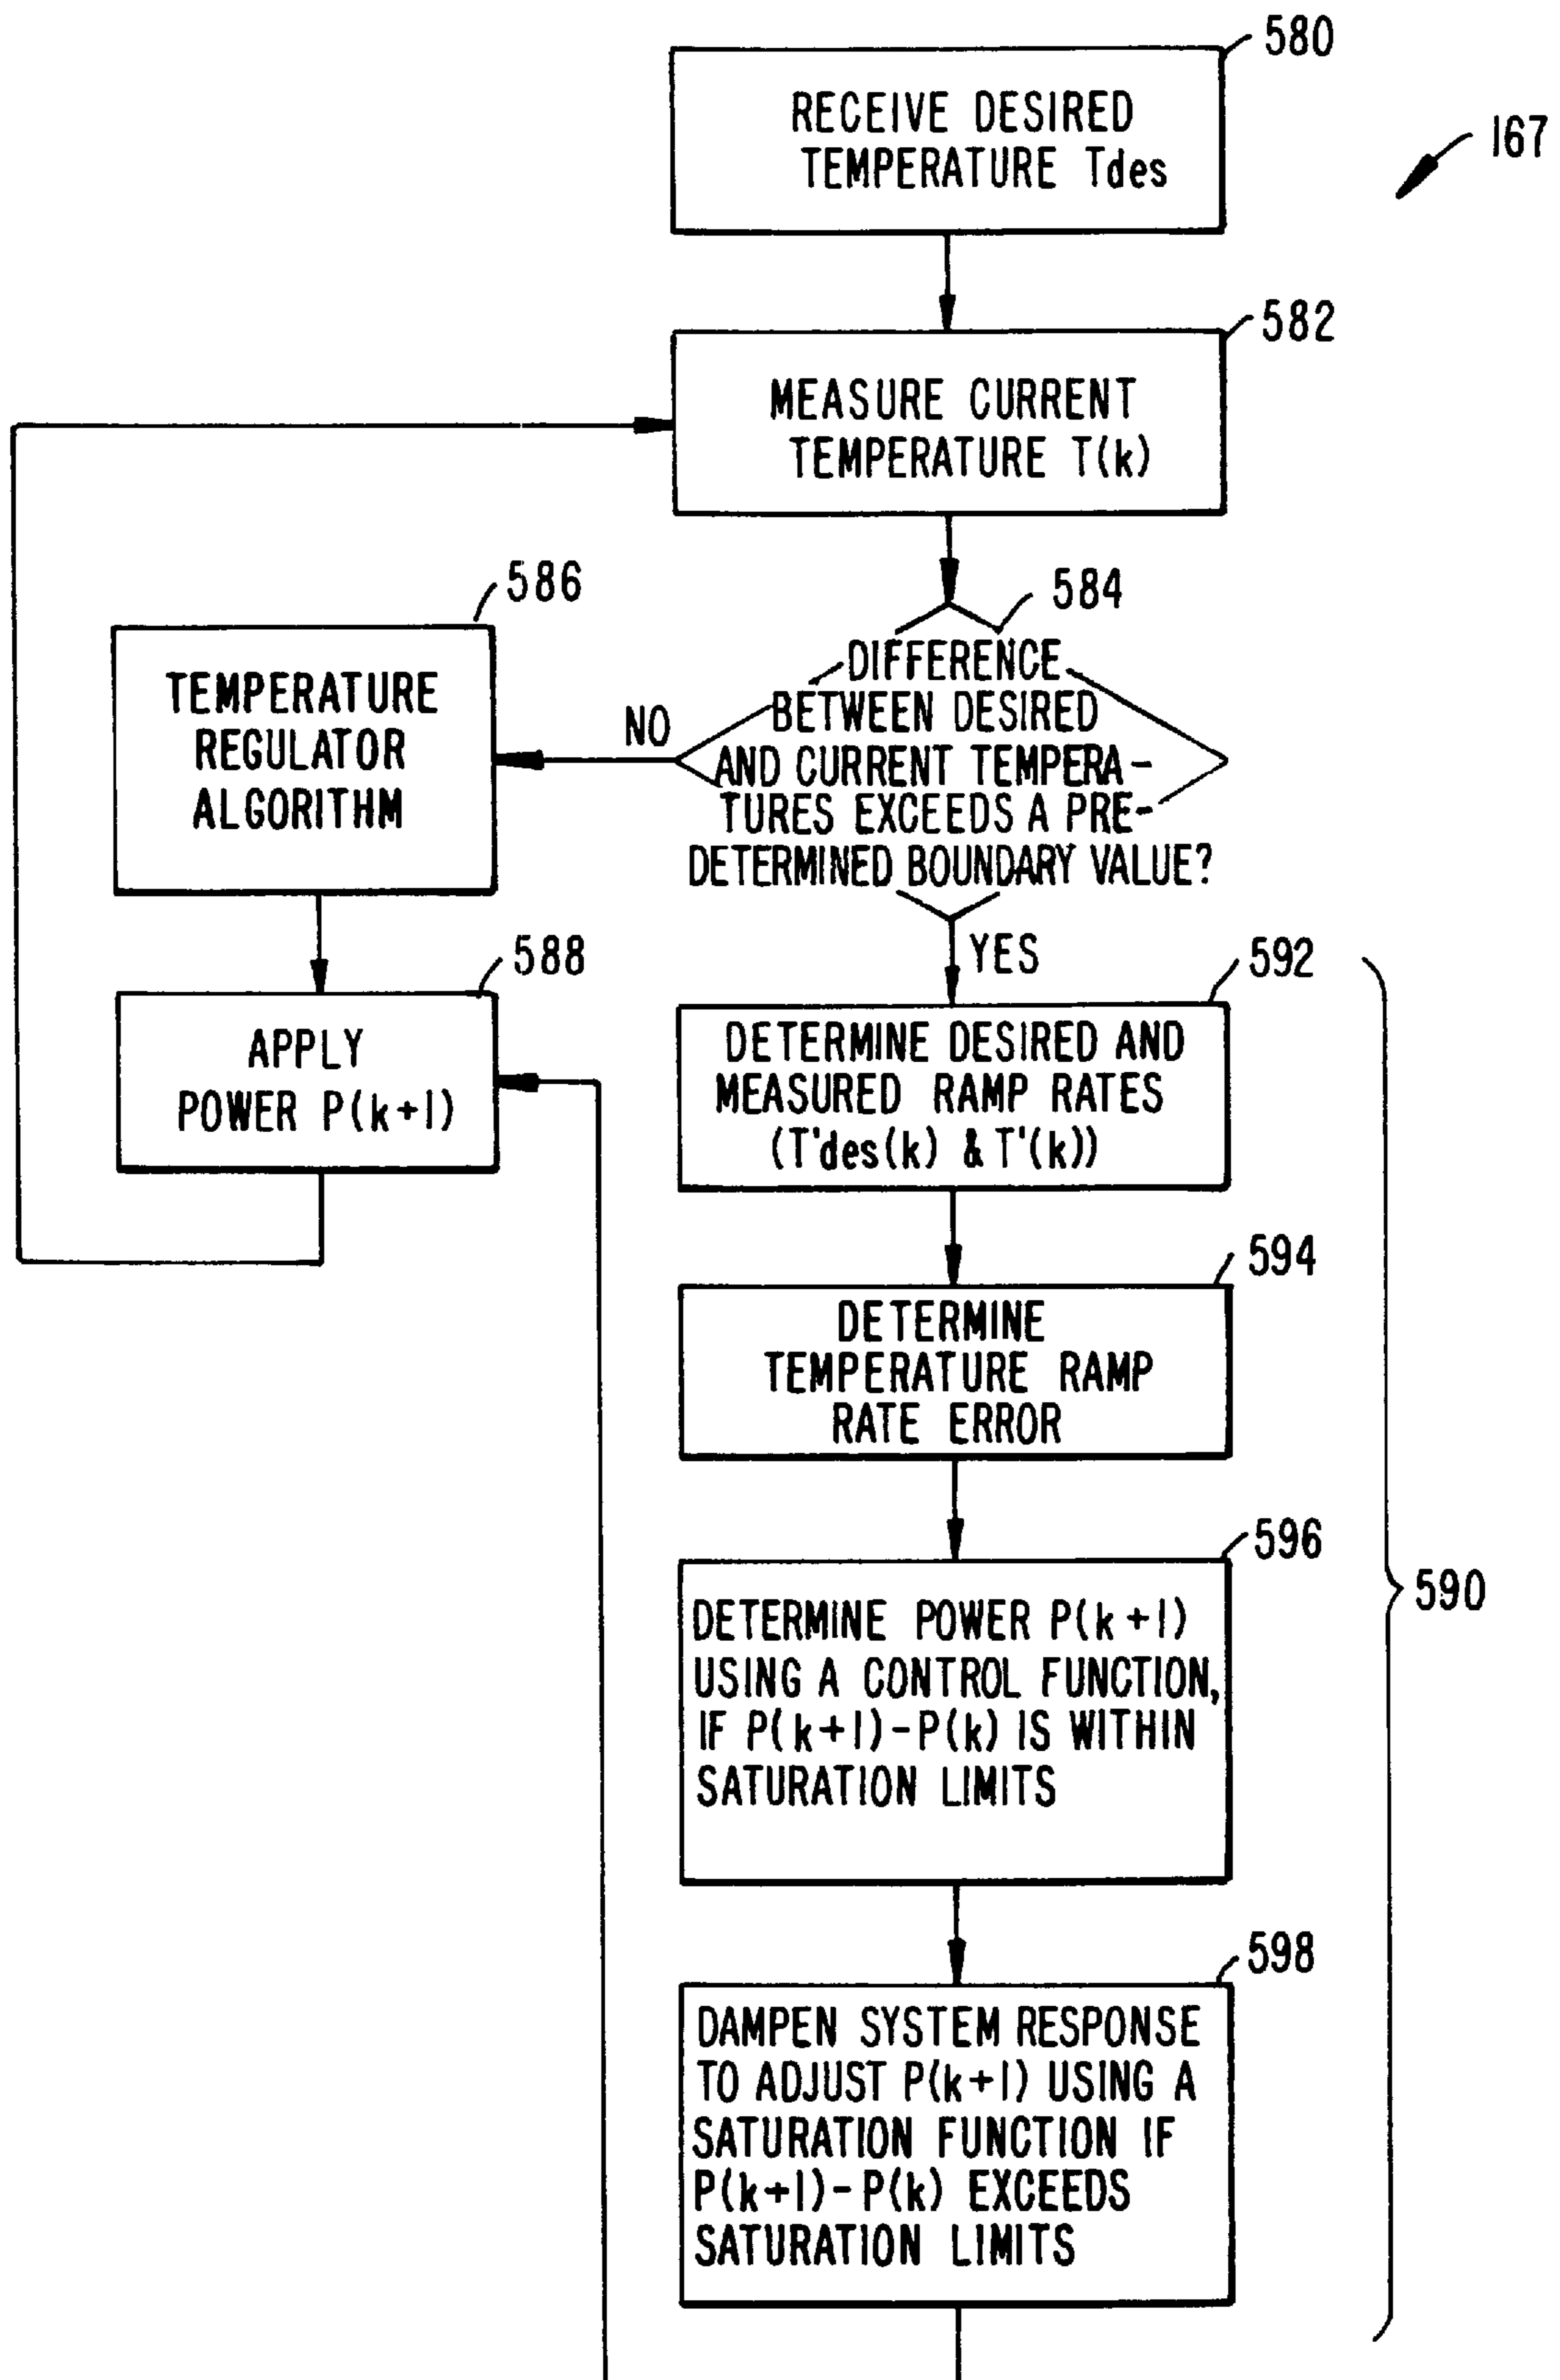 580
RECEIVE DESIRED
TEMPERATURE Tdes
167
582
MEASURE CURRENT
TEMPERATURE T(k)
584
DIFFERENCE
BETWEEN DESIRED
AND CURRENT TEMPERA-
TURES EXCEEDS A PRE-
DETERMINED BOUNDARY VALUE?
NO
586
TEMPERATURE
REGULATOR
ALGORITHM
588
APPLY
POWER P(k+1)
YES
592
DETERMINE DESIRED AND
MEASURED RAMP RATES
(T'des(k) & T'(k))
594
DETERMINE
TEMPERATURE RAMP
RATE ERROR
596
DETERMINE POWER P(k+1)
USING A CONTROL FUNCTION,
IF P(k+1)-P(k) IS WITHIN
SATURATION LIMITS
590
598
DAMPEN SYSTEM RESPONSE
TO ADJUST P(k+1) USING A
SATURATION FUNCTION IF
P(k+1)-P(k) EXCEEDS
SATURATION LIMITS